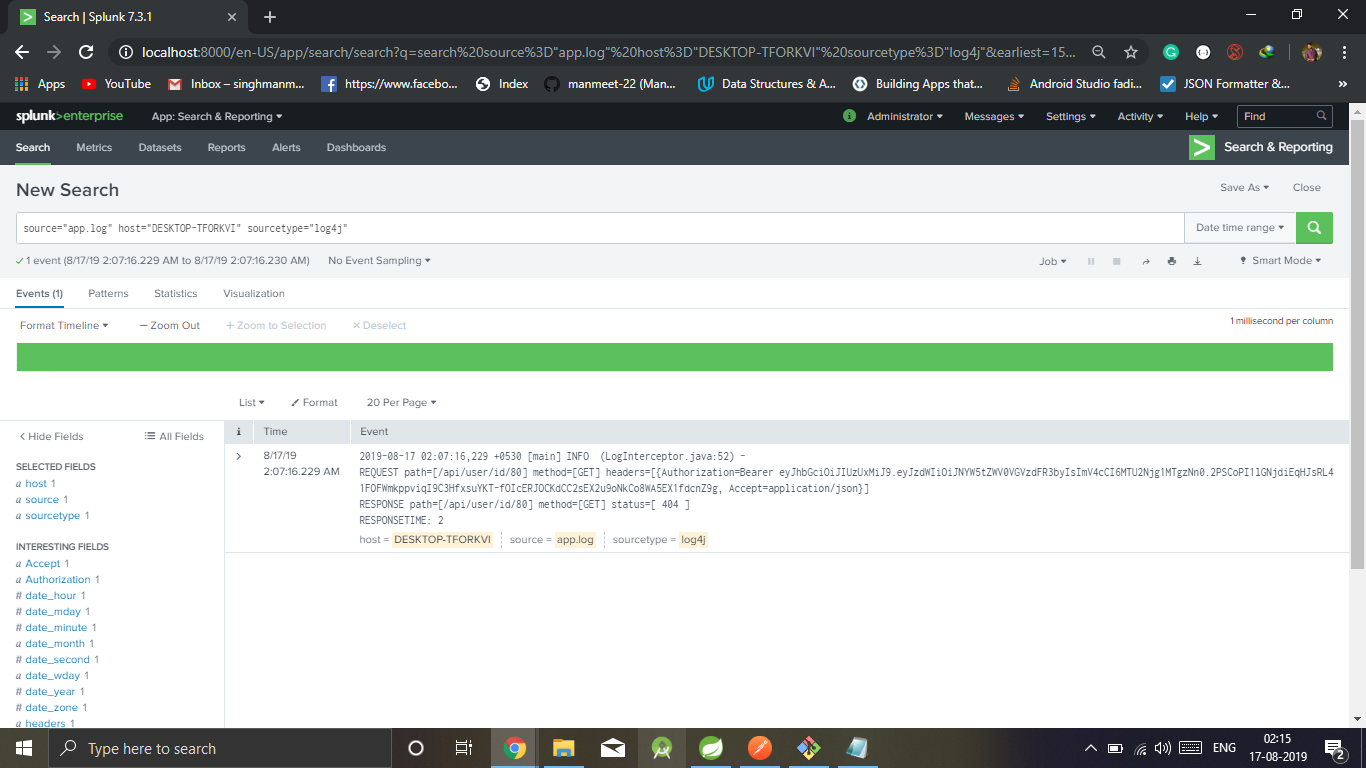 Search | Splunk 7.3.1
localhost:8000/en-US/app/search/search?q=search%20source%3D"app.log"%20host%3D"DESKTOP-TFORKVI"%20sourcetype%3D"log4j"&earliest=15...
Apps YouTube Inbox – singhmanm... https://www.facebo... Index manmeet-22 (Man... Data Structures & A... Building Apps that... Android Studio fadi... JSON Formatter &... »
splunk>enterprise App: Search & Reporting Administrator Messages Settings Activity Help Find
Search Metrics Datasets Reports Alerts Dashboards Search & Reporting
New Search Save As Close
source="app.log" host="DESKTOP-TFORKVI" sourcetype="log4j" Date time range
1 event (8/17/19 2:07:16.229 AM to 8/17/19 2:07:16.230 AM) No Event Sampling Job Smart Mode
Events (1) Patterns Statistics Visualization
Format Timeline — Zoom Out + Zoom to Selection × Deselect 1 millisecond per column
List Format 20 Per Page
< Hide Fields All Fields i Time Event
SELECTED FIELDS
a host 1
a source 1
a sourcetype 1
INTERESTING FIELDS
a Accept 1
a Authorization 1
# date_hour 1
# date_mday 1
# date_minute 1
a date_month 1
# date_second 1
a date_wday 1
# date_year 1
# date_zone 1
a headers 1
8/17/19
2:07:16.229 AM
2019-08-17 02:07:16,229 +0530 [main] INFO (LogInterceptor.java:52) -
REQUEST path=[/api/user/id/80] method=[GET] headers=[{Authorization=Bearer
Accept=application/json}]
RESPONSE path=[/api/user/id/80] method=[GET] status=[ 404 ]
RESPONSETIME: 2
host = DESKTOP-TFORKVI source = app.log sourcetype = log4j
Type here to search ENG 02:15
17-08-2019 2